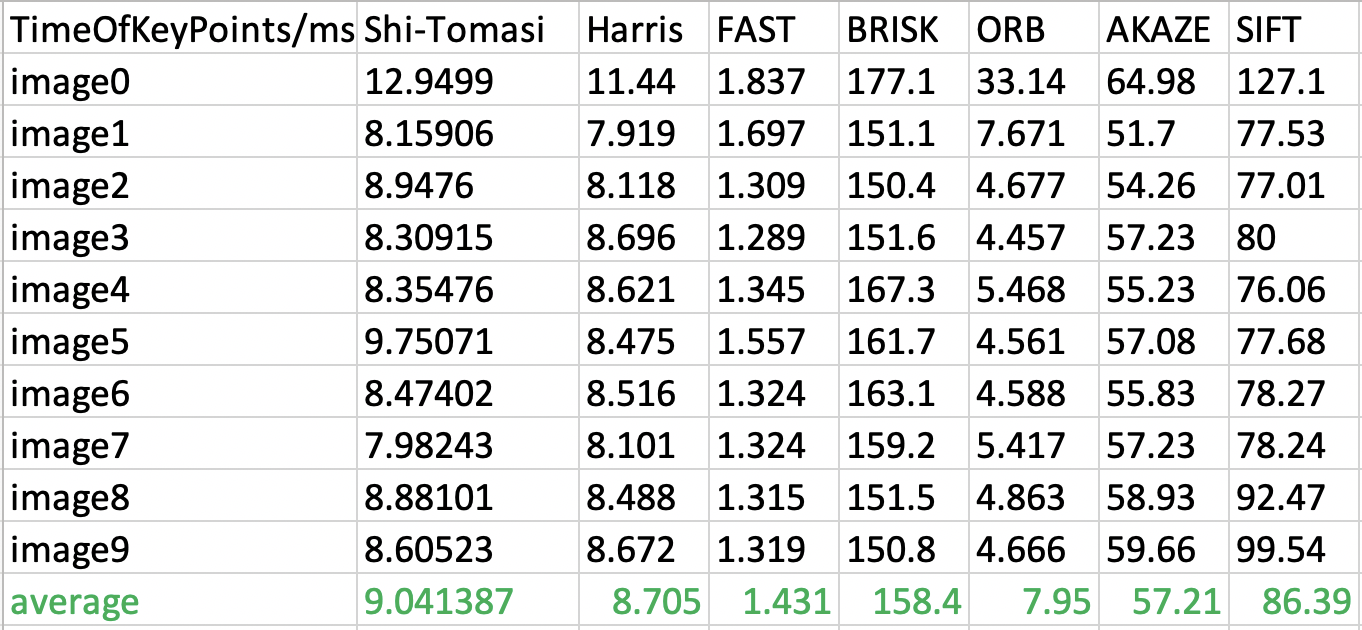 TimeOfKeyPoints/ms Shi-Tomasi Harris FAST BRISK ORB AKAZE SIFT
image0 12.9499 11.44 1.837 177.1 33.14 64.98 127.1
image1 8.15906 7.919 1.697 151.1 7.671 51.7 77.53
image2 8.9476 8.118 1.309 150.4 4.677 54.26 77.01
image3 8.30915 8.696 1.289 151.6 4.457 57.23 80
image4 8.35476 8.621 1.345 167.3 5.468 55.23 76.06
image5 9.75071 8.475 1.557 161.7 4.561 57.08 77.68
image6 8.47402 8.516 1.324 163.1 4.588 55.83 78.27
image7 7.98243 8.101 1.324 159.2 5.417 57.23 78.24
image8 8.88101 8.488 1.315 151.5 4.863 58.93 92.47
image9 8.60523 8.672 1.319 150.8 4.666 59.66 99.54
average 9.041387 8.705 1.431 158.4 7.95 57.21 86.39